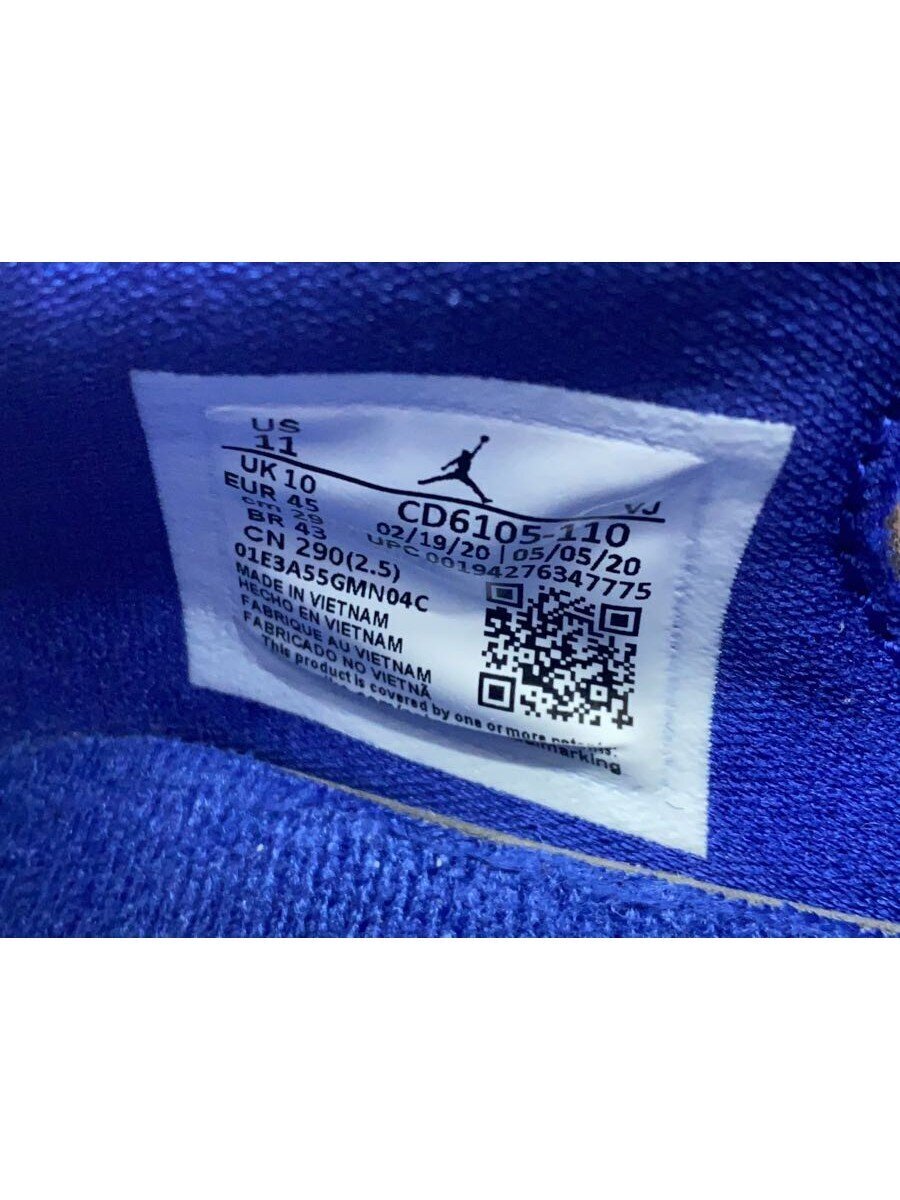 US
11
UK 10
EUR 45
cm 29
BR 43
CN 290(2.5)
01E3A55GMN04C
VJ
CD6105-110
02/19/20 | 05/05/20
UPC 00194276347775
MADE IN VIETNAM
HECHO EN VIETNAM
FABRIQUE AU VIETNAM
FABRICADO NO VIETNÃ
This product is covered by one or more patents.
marking